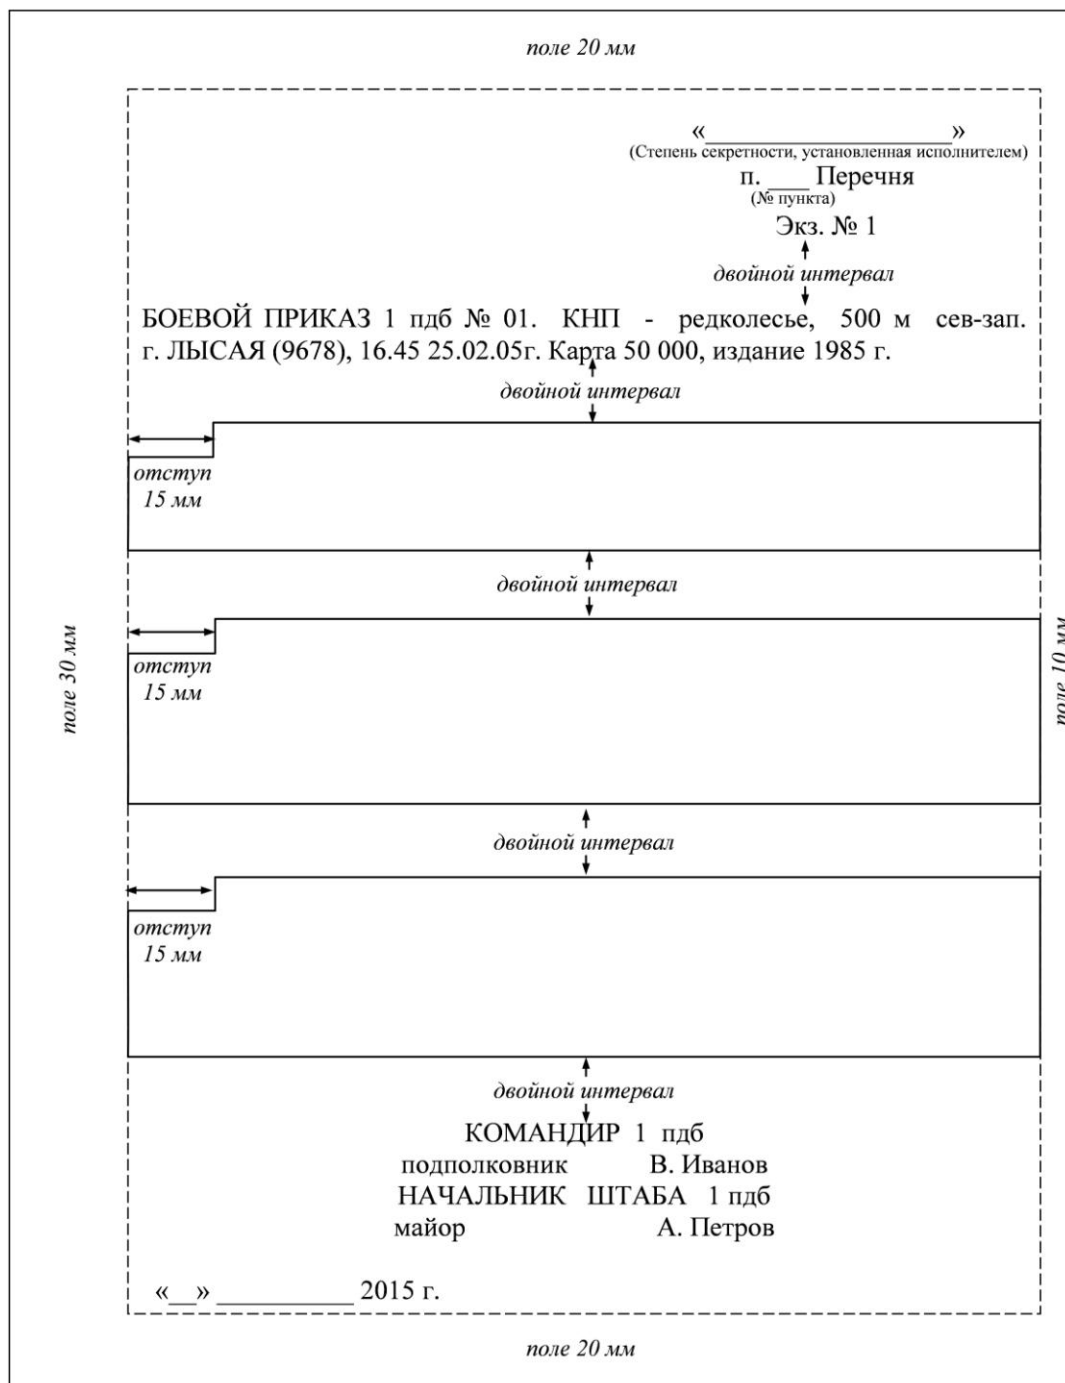 поле 20 мм
«___________________»
(Степень секретности, установленная исполнителем)
п. ___ Перечня
(№ пункта)
Экз. № 1
двойной интервал
БОЕВОЙ ПРИКАЗ 1 пдб № 01. КНП - редколесье, 500 м сев-зап.
г. ЛЫСАЯ (9678), 16.45 25.02.05г. Карта 50 000, издание 1985 г.
двойной интервал
отступ
15 мм
двойной интервал
отступ
15 мм
поле 30 мм
поле 10 мм
двойной интервал
отступ
15 мм
двойной интервал
КОМАНДИР 1 пдб
подполковник В. Иванов
НАЧАЛЬНИК ШТАБА 1 пдб
майор А. Петров
«__» __________ 2015 г.
поле 20 мм